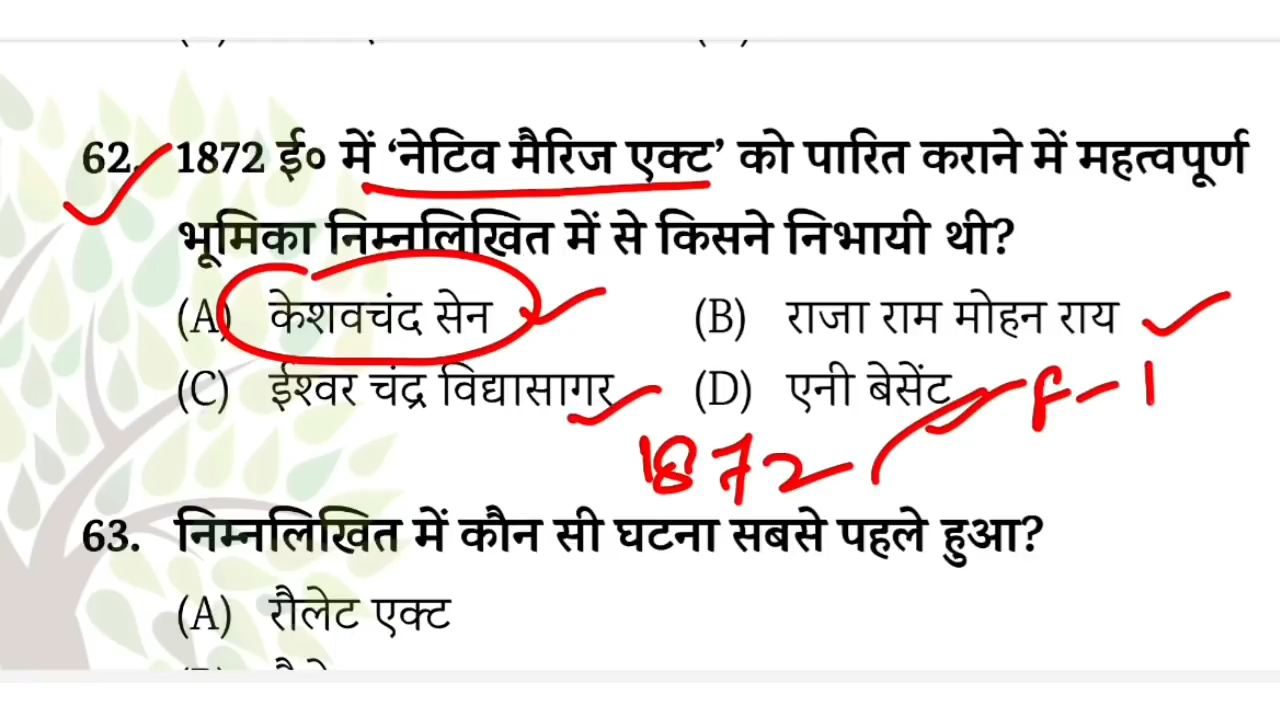 62. 1872 ई० में ‘नेटिव मैरिज एक्ट’ को पारित कराने में महत्वपूर्ण
भूमिका निम्नलिखित में से किसने निभायी थी?
(A) केशवचंद सेन (B) राजा राम मोहन राय
(C) ईश्वर चंद्र विद्यासागर (D) एनी बेसेंट
1872
63. निम्नलिखित में कौन सी घटना सबसे पहले हुआ?
(A) रौलेट एक्ट